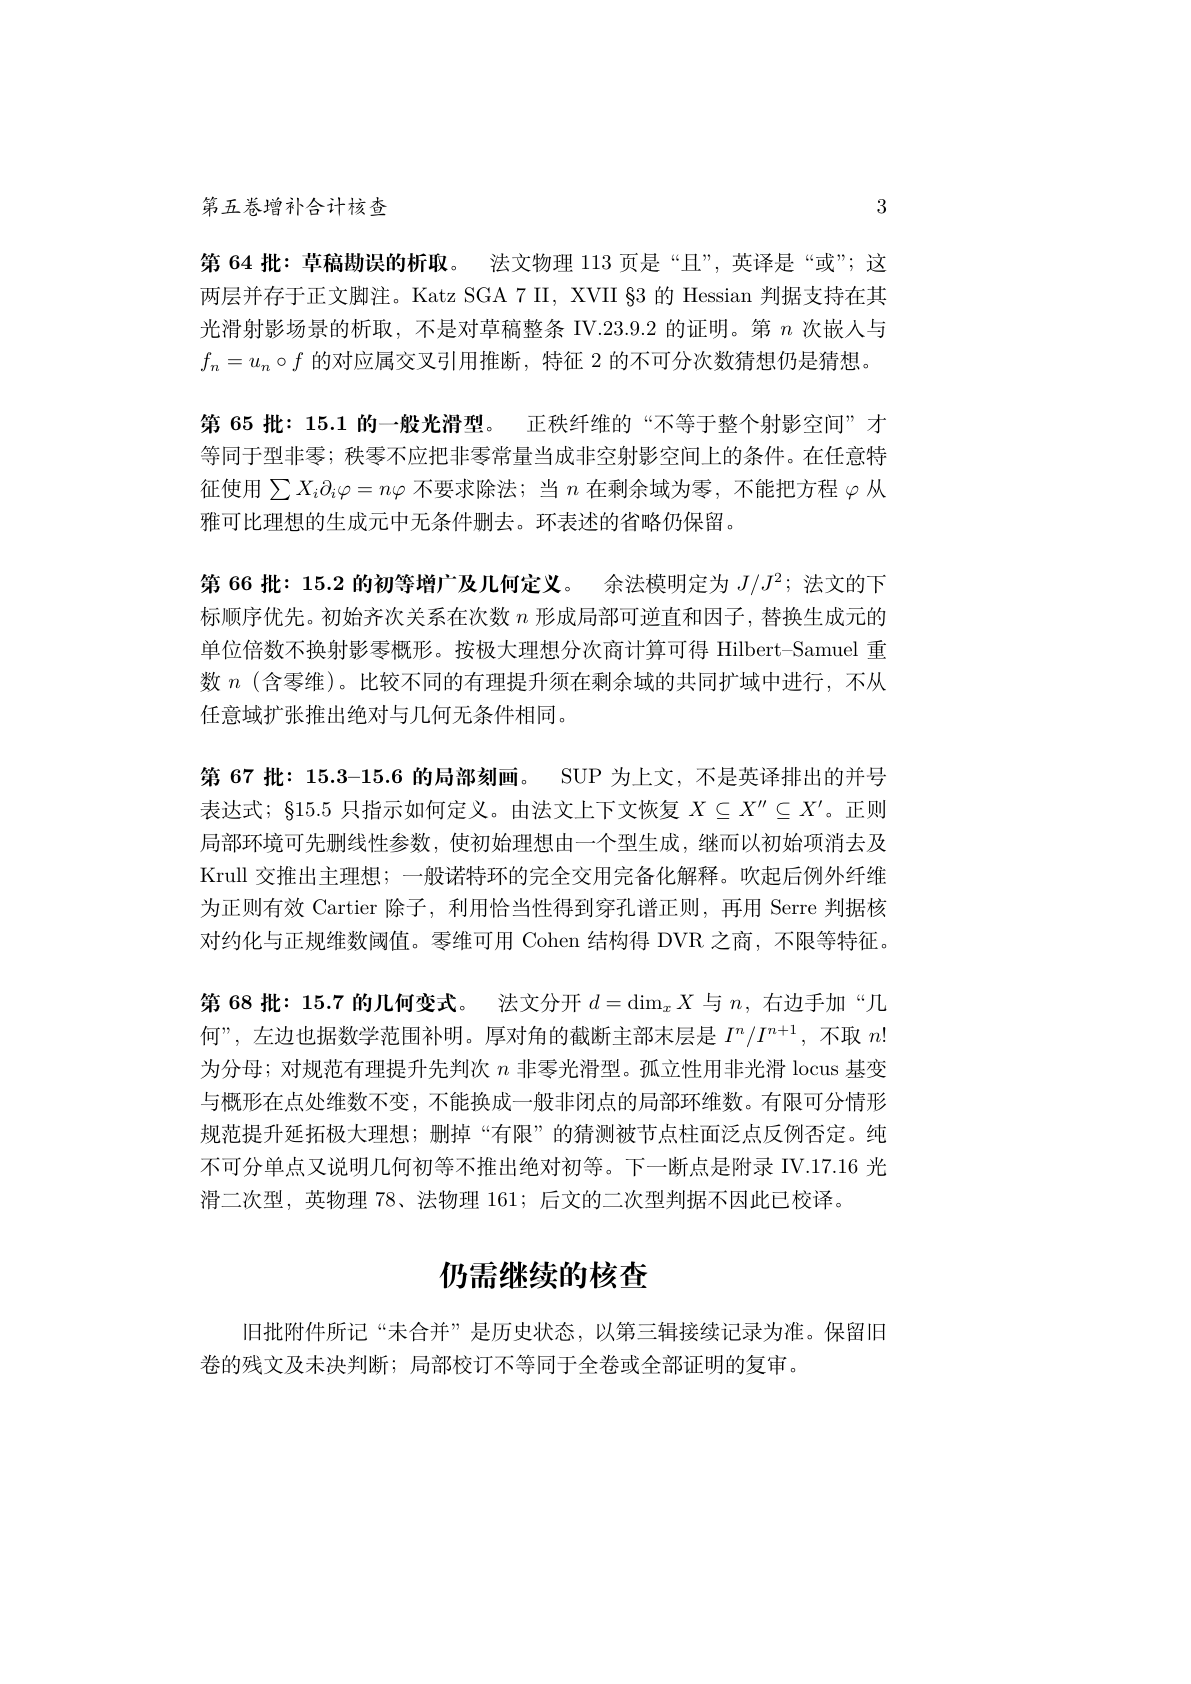 第五卷增补合计核查 3
第 64 批：草稿勘误的析取。 法文物理 113 页是 “且”，英译是 “或”；这
两层并存于正文脚注。Katz SGA 7 II，XVII §3 的 Hessian 判据支持在其
光滑射影场景的析取，不是对草稿整条 IV.23.9.2 的证明。第 n 次嵌入与
fₙ = uₙ ∘ f 的对应属交叉引用推断，特征 2 的不可分次数猜想仍是猜想。
第 65 批：15.1 的一般光滑型。 正秩纤维的 “不等于整个射影空间” 才
等同于型非零；秩零不应把非零常量当成非空射影空间上的条件。在任意特
征使用 ∑ Xᵢ∂ᵢφ = nφ 不要求除法；当 n 在剩余域为零，不能把方程 φ 从
雅可比理想的生成元中无条件删去。环表述的省略仍保留。
第 66 批：15.2 的初等增广及几何定义。 余法模明定为 J/J²；法文的下
标顺序优先。初始齐次关系在次数 n 形成局部可逆直和因子，替换生成元的
单位倍数不换射影零概形。按极大理想分次商计算可得 Hilbert–Samuel 重
数 n（含零维）。比较不同的有理提升须在剩余域的共同扩域中进行，不从
任意域扩张推出绝对与几何无条件相同。
第 67 批：15.3–15.6 的局部刻画。 SUP 为上文，不是英译排出的并号
表达式；§15.5 只指示如何定义。由法文上下文恢复 X ⊆ X″ ⊆ X′。正则
局部环境可先删线性参数，使初始理想由一个型生成，继而以初始项消去及
Krull 交推出主理想；一般诺特环的完全交用完备化解释。吹起后例外纤维
为正则有效 Cartier 除子，利用恰当性得到穿孔谱正则，再用 Serre 判据核
对约化与正规维数阈值。零维可用 Cohen 结构得 DVR 之商，不限等特征。
第 68 批：15.7 的几何变式。 法文分开 d = dimₓ X 与 n，右边手加 “几
何”，左边也据数学范围补明。厚对角的截断主部末层是 Iⁿ/Iⁿ⁺¹，不取 n!
为分母；对规范有理提升先判次 n 非零光滑型。孤立性用非光滑 locus 基变
与概形在点处维数不变，不能换成一般非闭点的局部环维数。有限可分情形
规范提升延拓极大理想；删掉 “有限” 的猜测被节点柱面泛点反例否定。纯
不可分单点又说明几何初等不推出绝对初等。下一断点是附录 IV.17.16 光
滑二次型，英物理 78、法物理 161；后文的二次型判据不因此已校译。
仍需继续的核查
旧批附件所记 “未合并” 是历史状态，以第三辑接续记录为准。保留旧
卷的残文及未决判断；局部校订不等同于全卷或全部证明的复审。